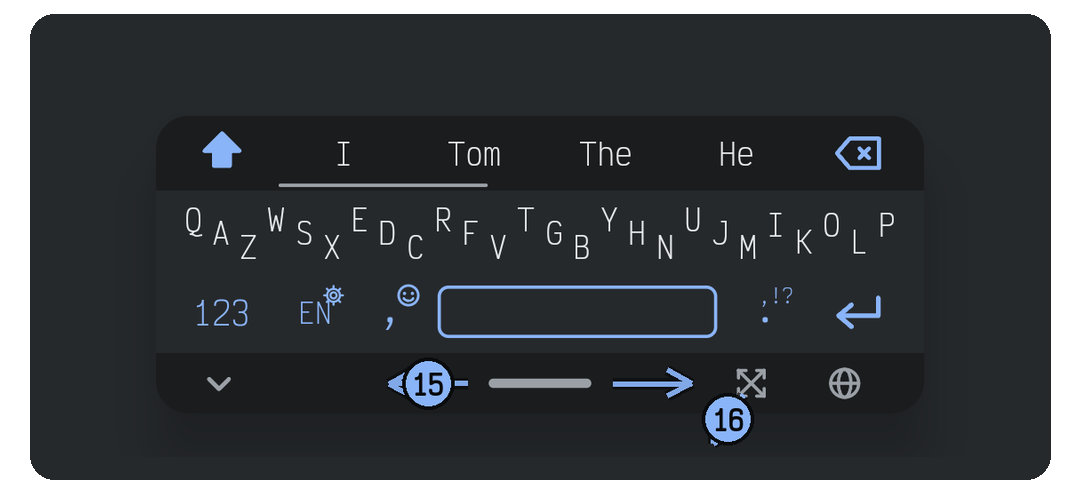 I Tom The He
Q A Z W S X E D C R F V T G B Y H N U J M I K O L P
123 EN , . ,!?
15
16